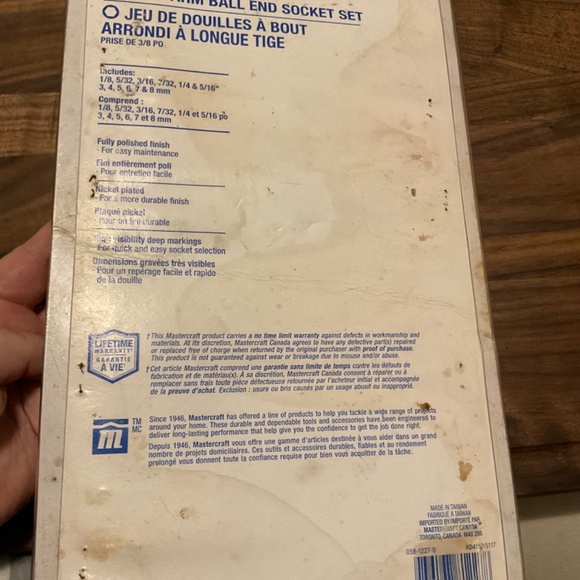 ARM BALL END SOCKET SET
JEU DE DOUILLES À BOUT
ARRONDI À LONGUE TIGE
PRISE DE 3/8 PO
Includes:
1/8, 5/32, 3/16, 7/32, 1/4 & 5/16"
3, 4, 5, 6, 7 & 8 mm
Comprend :
1/8, 5/32, 3/16, 7/32, 1/4 et 5/16 po
3, 4, 5, 6, 7 et 8 mm
Fully polished finish
· For easy maintenance
Fini entièrement poli
· Pour entretien facile
Nickel plated
· For a more durable finish
Plaqué nickel
· Pour un fini durable
High visibility deep markings
· For quick and easy socket selection
Dimensions gravées très visibles
· Pour un repérage facile et rapide
de la douille
LIFETIME
WARRANTY†
GARANTIE
À VIE†
† This Mastercraft product carries a no time limit warranty against defects in workmanship and
materials. At its discretion, Mastercraft Canada agrees to have any defective part(s) repaired
or replaced free of charge when returned by the original purchaser with proof of purchase.
This product is not guaranteed against wear or breakage due to misuse and/or abuse.
† Cet article Mastercraft comprend une garantie sans limite de temps contre les défauts de
fabrication et de matériau(x). À sa discrétion, Mastercraft Canada consent à réparer ou à
remplacer sans frais toute pièce défectueuse retournée par l'acheteur initial et accompagnée
de la preuve d'achat. Exclusion : usure ou bris causés par un usage abusif ou inapproprié.
m
TM
MC
Since 1946, Mastercraft has offered a line of products to help you tackle a wide range of projects
around your home. These durable and dependable tools and accessories have been engineered to
deliver long-lasting performance that help give you the confidence to get the job done right.
Depuis 1946, Mastercraft vous offre une gamme d'articles destinée à vous aider dans un grand
nombre de projets domiciliaires. Ces outils et accessoires durables, fiables et au rendement
prolongé vous donnent toute la confiance requise pour bien vous acquitter de la tâche.
MADE IN TAIWAN
FABRIQUÉ À TAIWAN
IMPORTED BY/IMPORTÉ PAR
MASTERCRAFT CANADA
TORONTO, CANADA M4S 2B8
058-1227-0